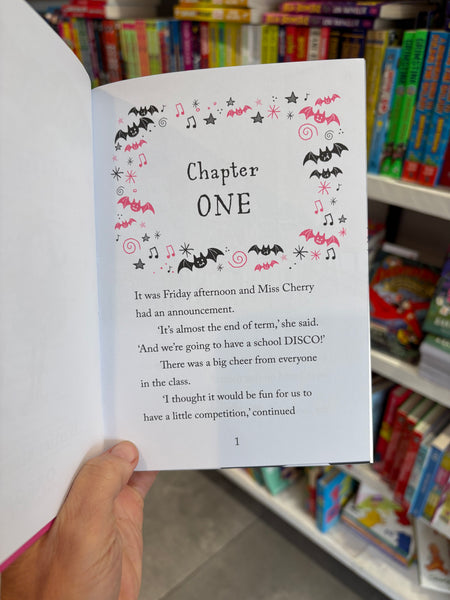 Chapter
ONE
It was Friday afternoon and Miss Cherry
had an announcement.
‘It’s almost the end of term,’ she said.
‘And we’re going to have a school DISCO!’
There was a big cheer from everyone
in the class.
‘I thought it would be fun for us to
have a little competition,’ continued
1